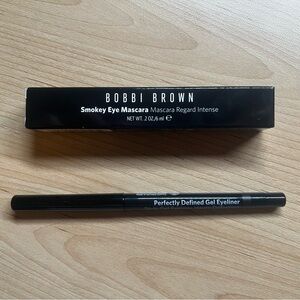 BOBBI BROWN
Smokey Eye Mascara Mascara Regard Intense
NET WT. 2 OZ./6 ml ℮
Perfectly Defined Gel Eyeliner